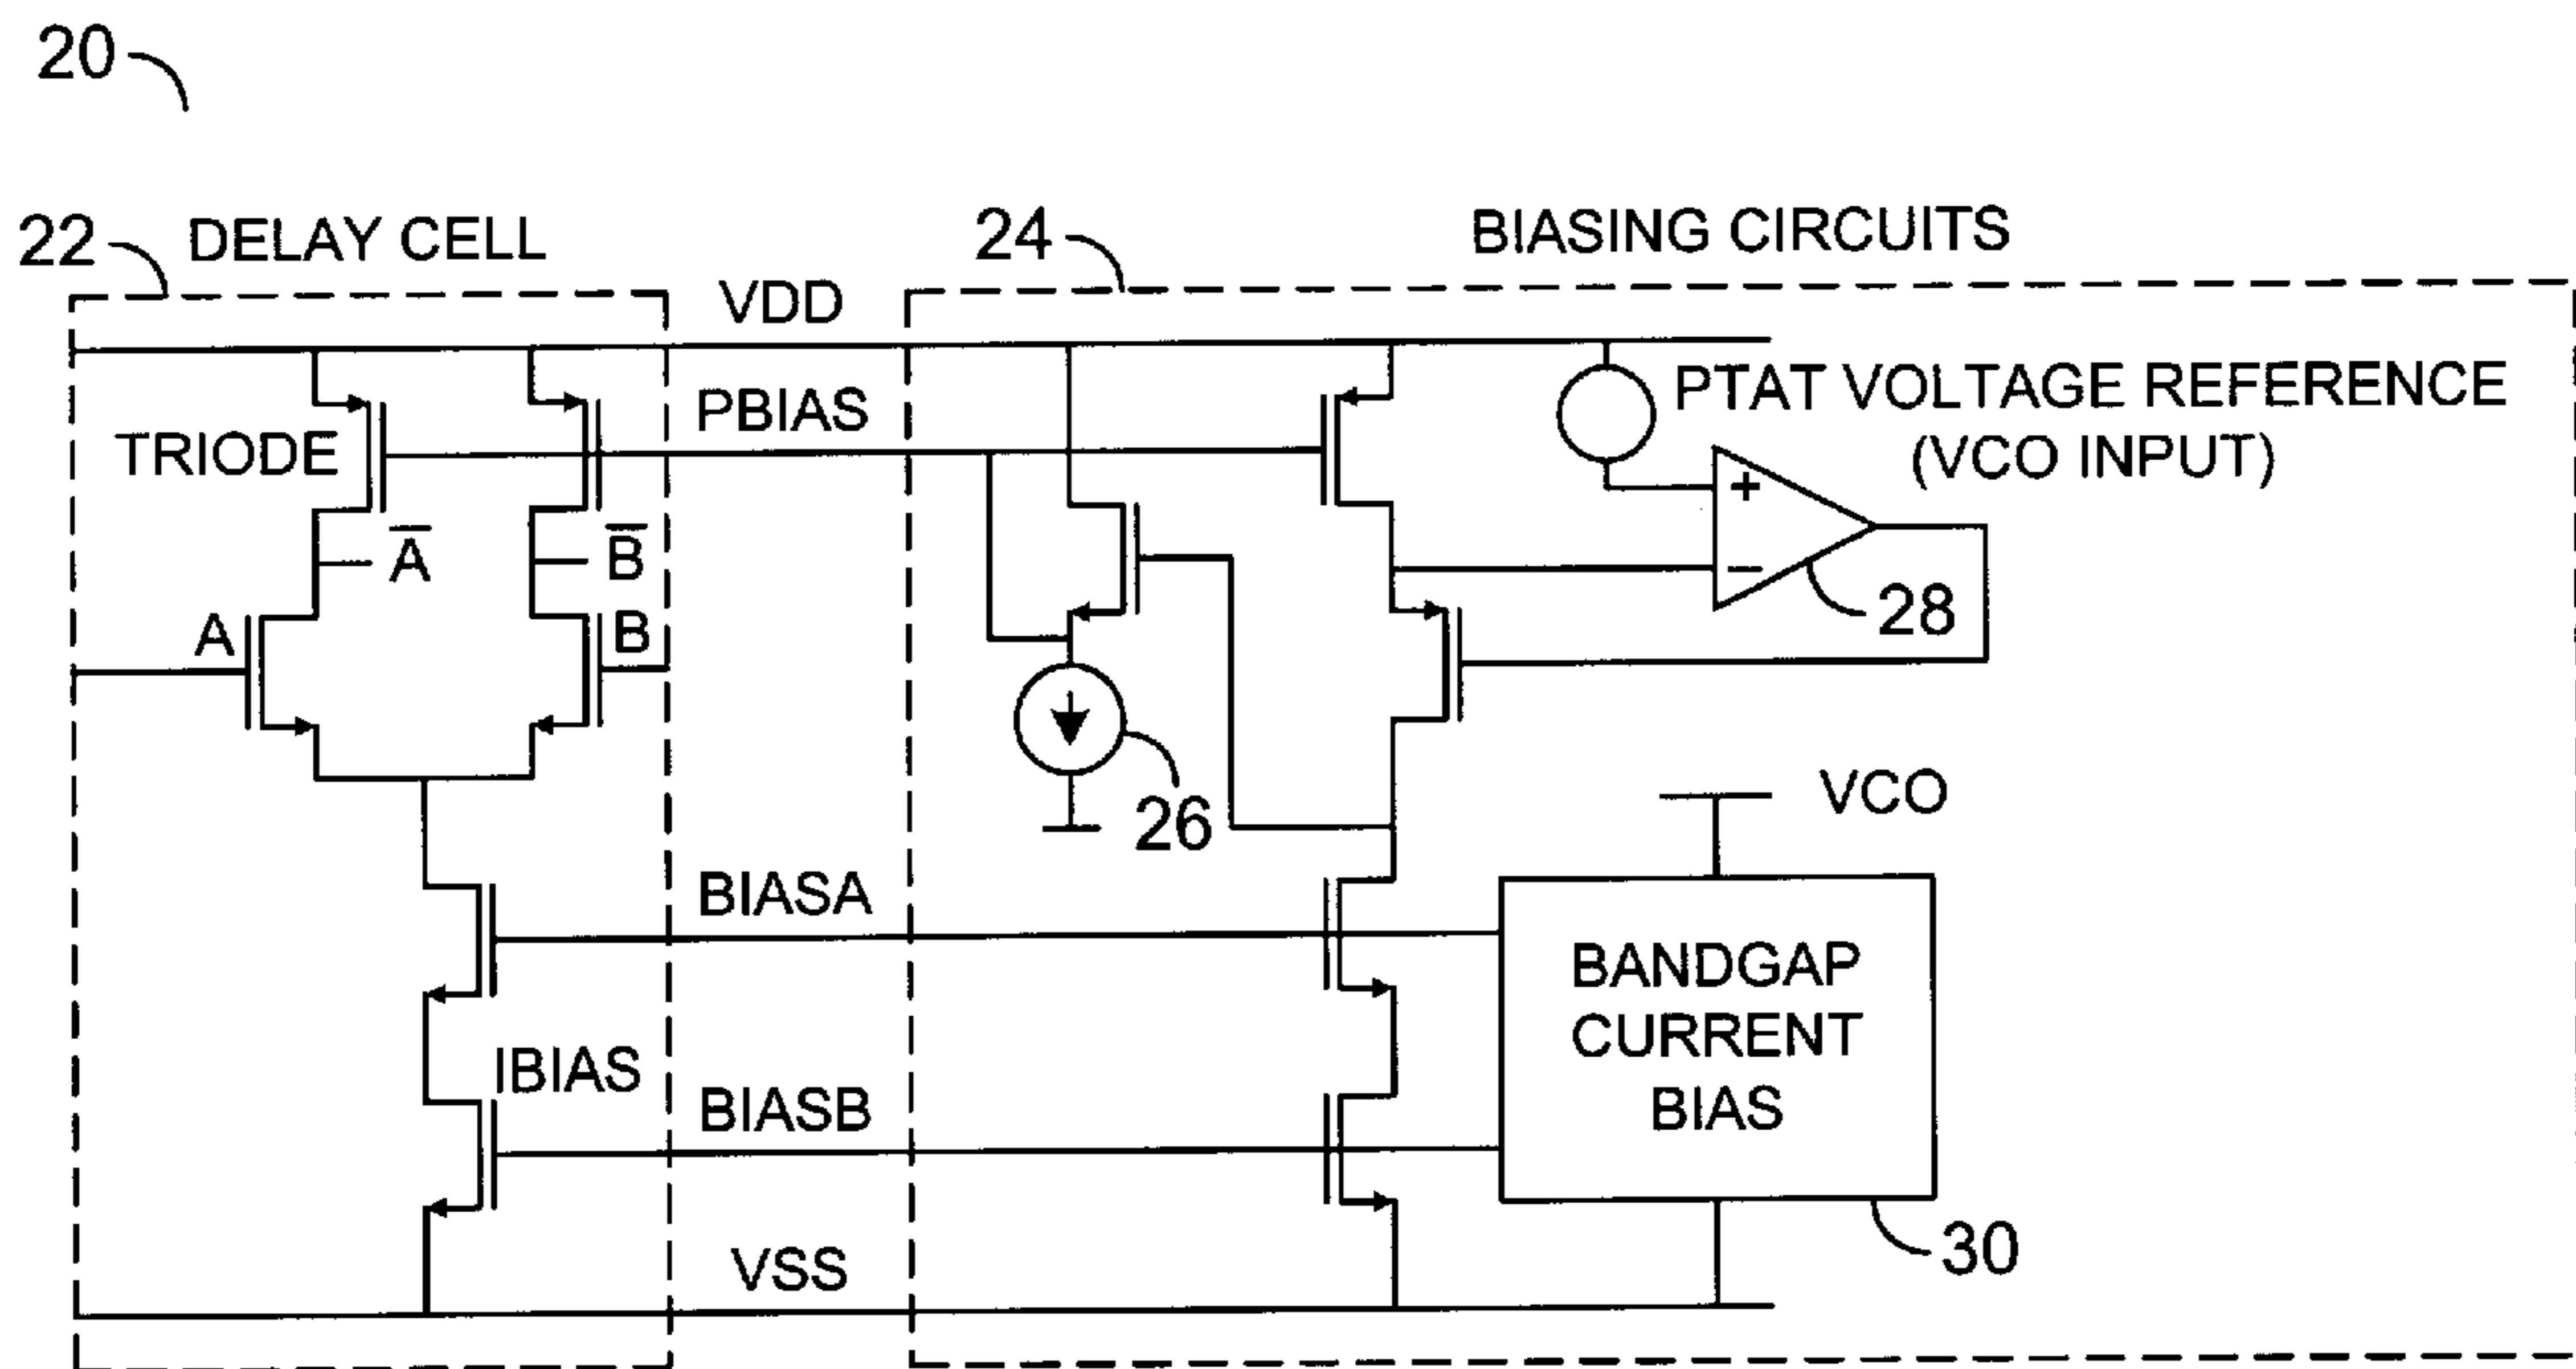 20
22
DELAY CELL
24
BIASING CIRCUITS
VDD
PBIAS
PTAT VOLTAGE REFERENCE
(VCO INPUT)
TRIODE
+
A̅
B̅
−
28
A
B
26
VCO
BIASA
BANDGAP
CURRENT
BIAS
IBIAS
BIASB
30
VSS